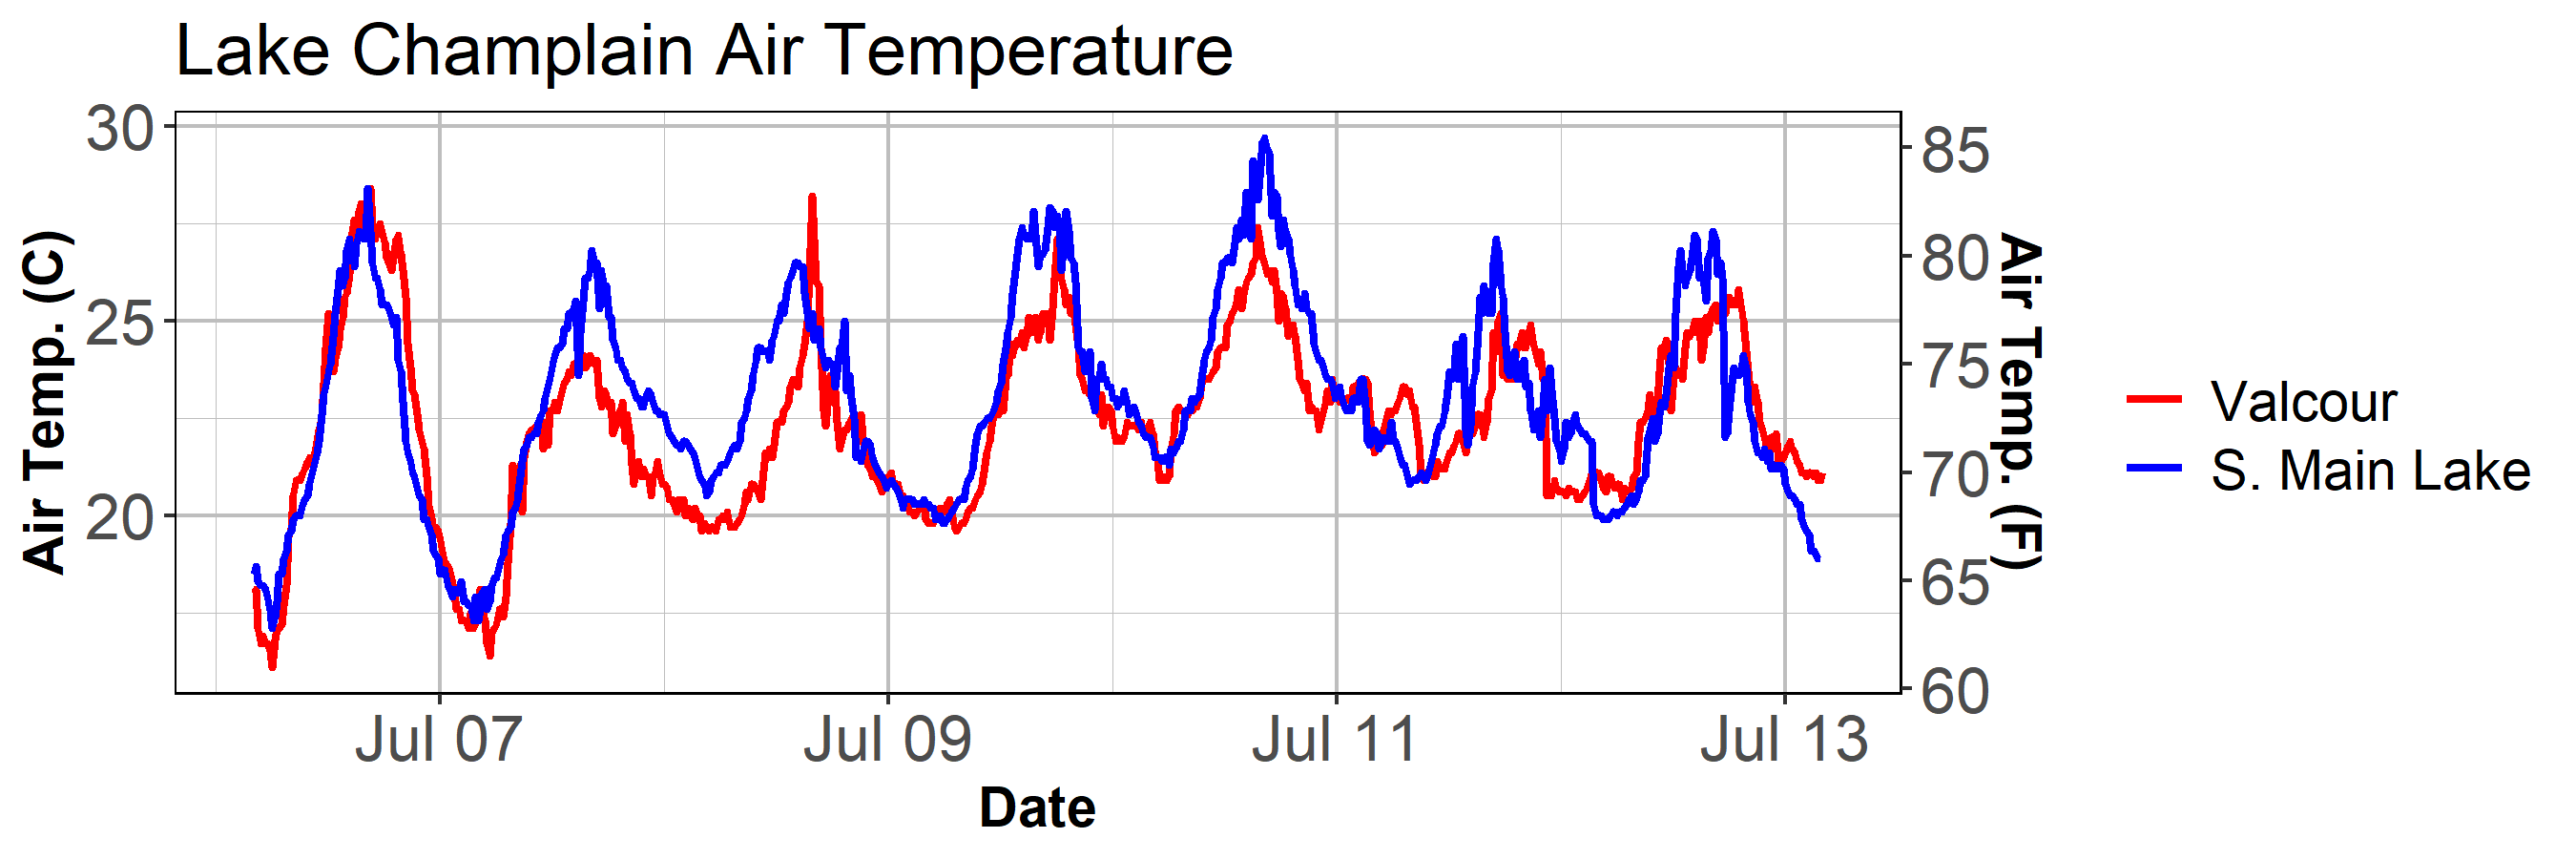 Lake Champlain Air Temperature
30
25
20
Air Temp. (C)
85
80
75
70
65
60
Air Temp. (F)
Jul 07
Jul 09
Jul 11
Jul 13
Date
Valcour
S. Main Lake